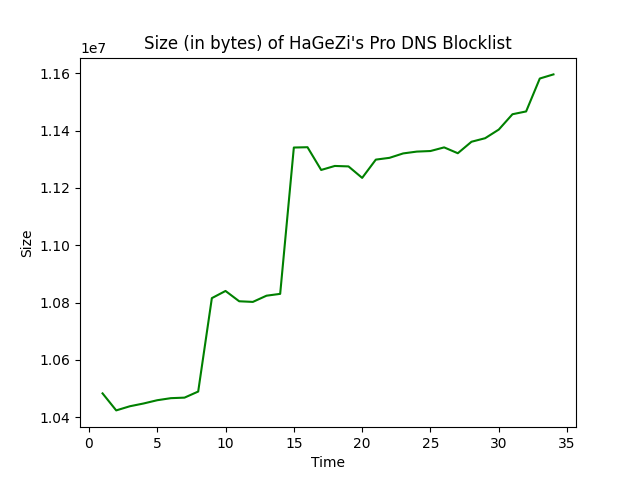 Size (in bytes) of HaGeZi's Pro DNS Blocklist
1e7
1.16
1.14
1.12
1.10
1.08
1.06
1.04
Size
0 5 10 15 20 25 30 35
Time